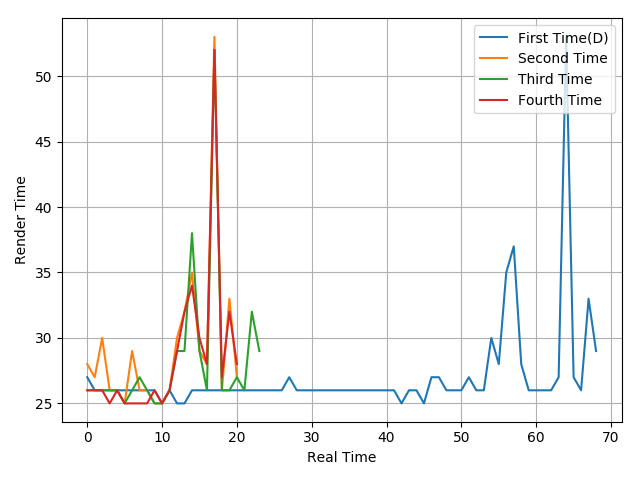 First Time(D)
Second Time
Third Time
Fourth Time
Render Time
50
45
40
35
30
25
0 10 20 30 40 50 60 70
Real Time